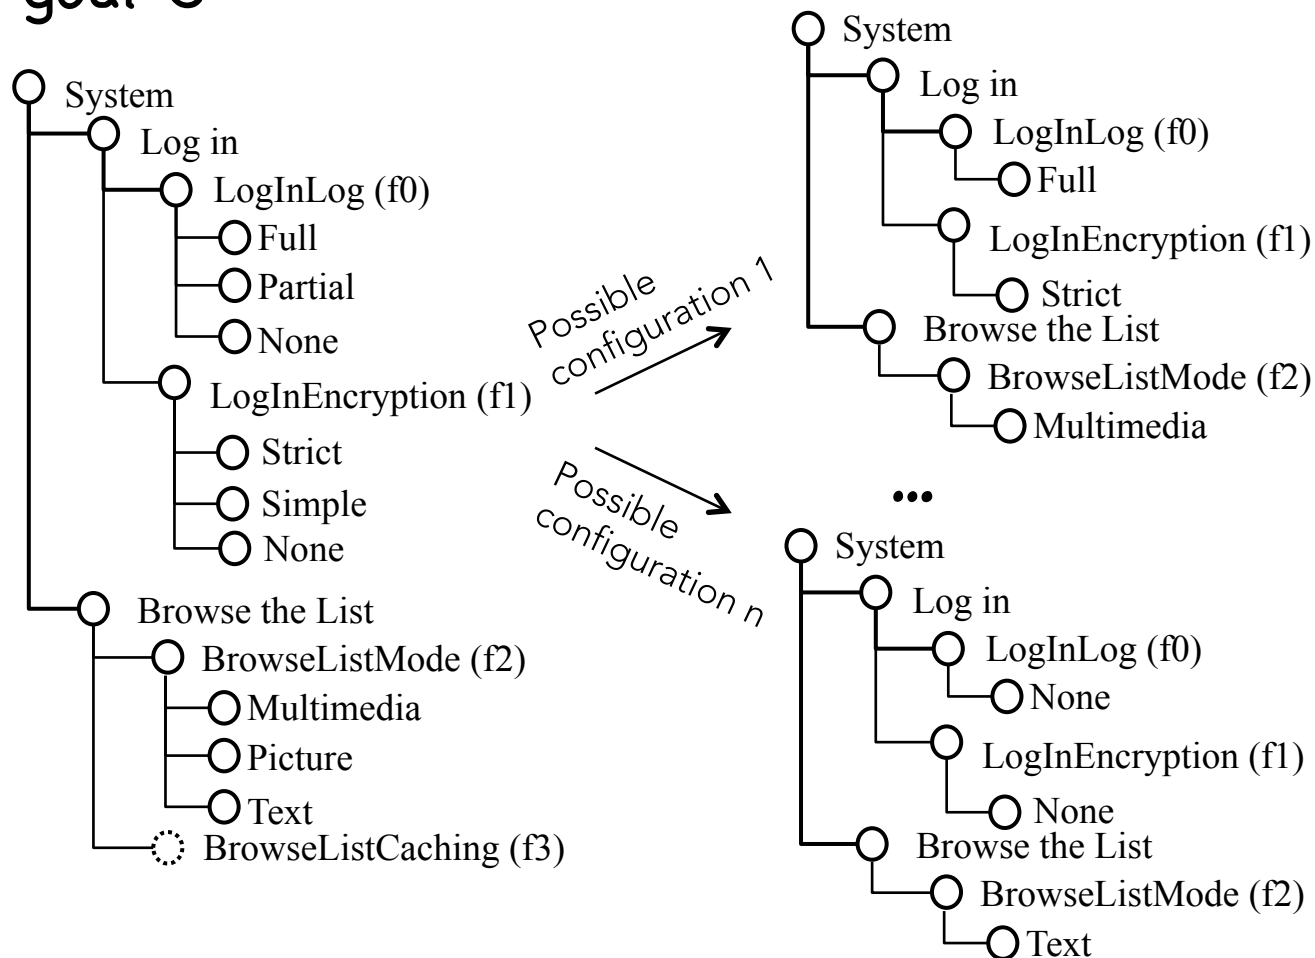 System
Log in
LogInLog (f0)
Full
Partial
None
LogInEncryption (f1)
Strict
Simple
None
Browse the List
BrowseListMode (f2)
Multimedia
Picture
Text
BrowseListCaching (f3)
Possible
configuration 1
Possible
configuration n
System
Log in
LogInLog (f0)
Full
LogInEncryption (f1)
Strict
Browse the List
BrowseListMode (f2)
Multimedia
...
System
Log in
LogInLog (f0)
None
LogInEncryption (f1)
None
Browse the List
BrowseListMode (f2)
Text